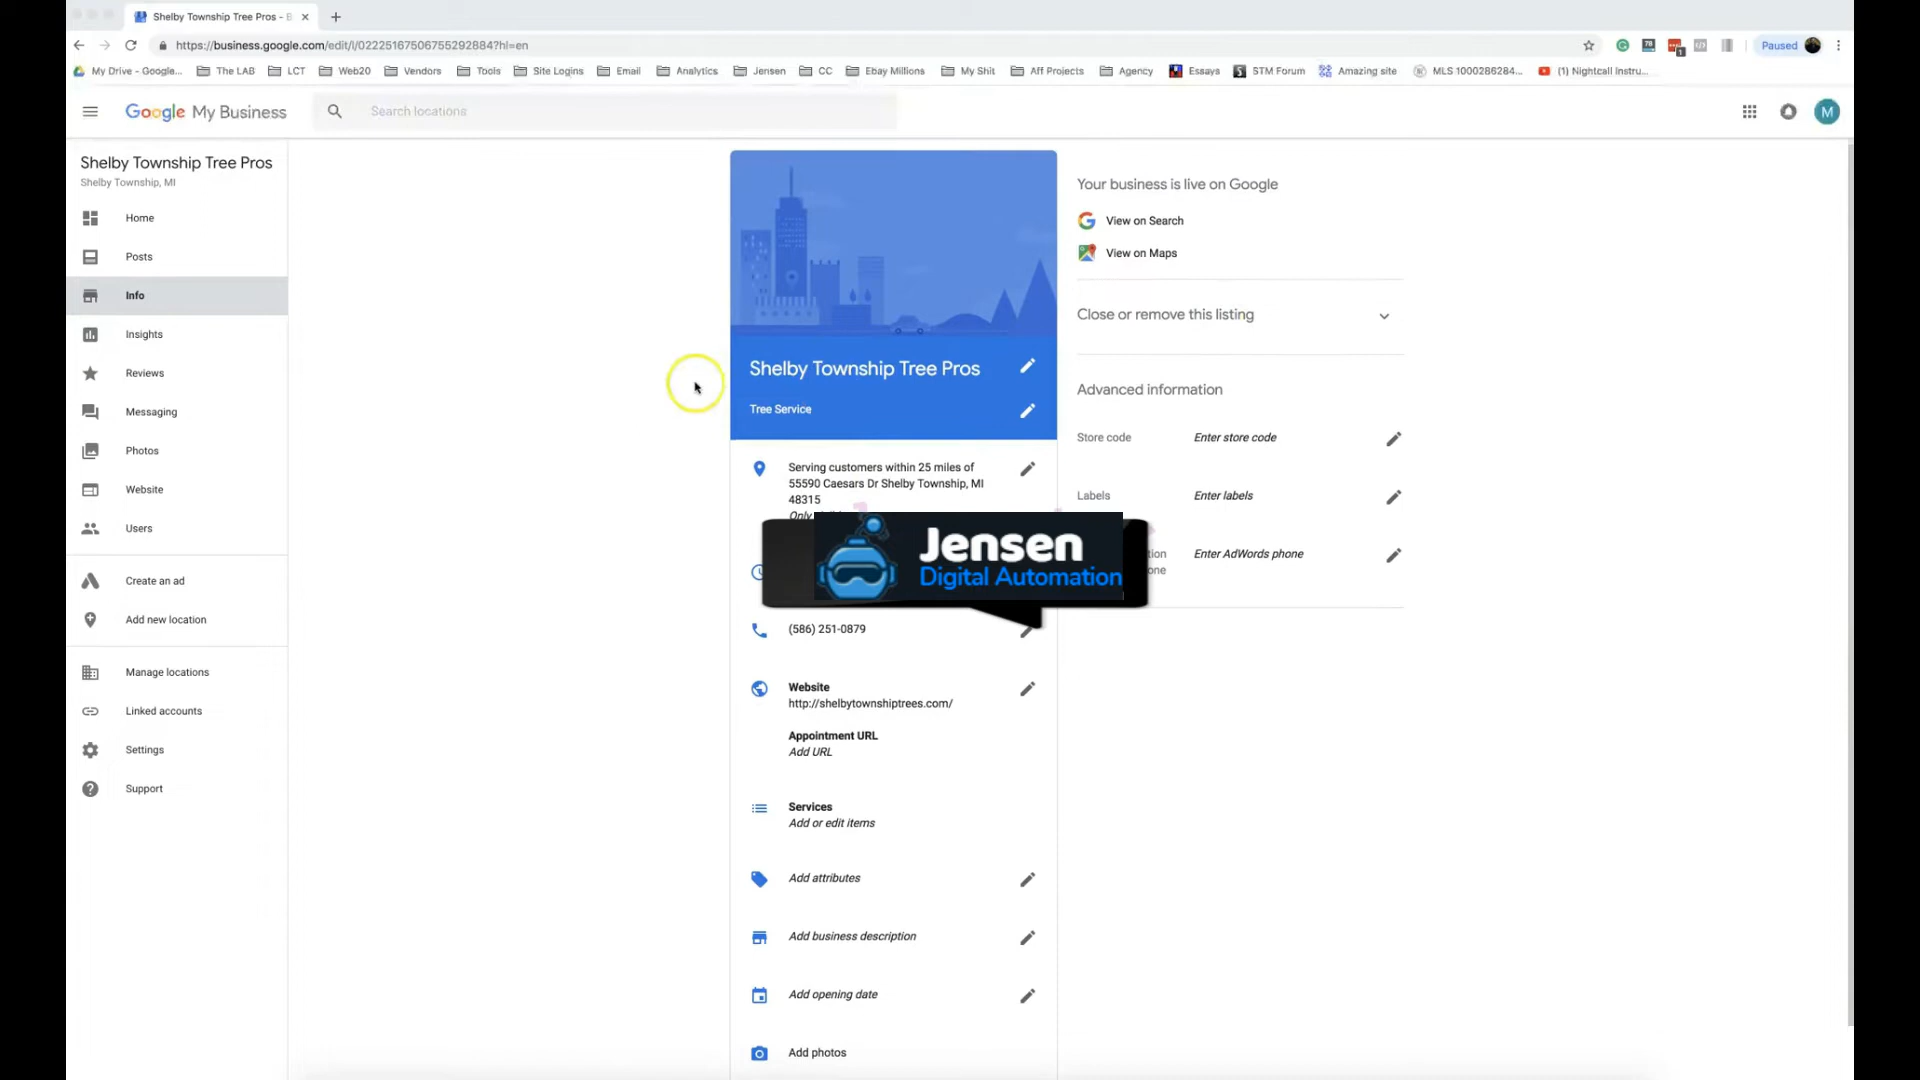 Shelby Township Tree Pros - B
https://business.google.com/edit/l/02225167506755292884?hl=en
Paused
My Drive - Google...
The LAB
LCT
Web20
Vendors
Tools
Site Logins
Email
Analytics
Jensen
CC
Ebay Millions
My Shit
Aff Projects
Agency
Essays
STM Forum
Amazing site
MLS 1000286284...
(1) Nightcall Instru...
Google My Business
Search locations
M
Shelby Township Tree Pros
Shelby Township, MI
Home
Posts
Info
Insights
Reviews
Messaging
Photos
Website
Users
Create an ad
Add new location
Manage locations
Linked accounts
Settings
Support
Shelby Township Tree Pros
Tree Service
Serving customers within 25 miles of
55590 Caesars Dr Shelby Township, MI
48315
Only
Jensen
Digital Automation
(586) 251-0879
Website
http://shelbytownshiptrees.com/
Appointment URL
Add URL
Services
Add or edit items
Add attributes
Add business description
Add opening date
Add photos
Your business is live on Google
View on Search
View on Maps
Close or remove this listing
Advanced information
Store code
Enter store code
Labels
Enter labels
Enter AdWords phone